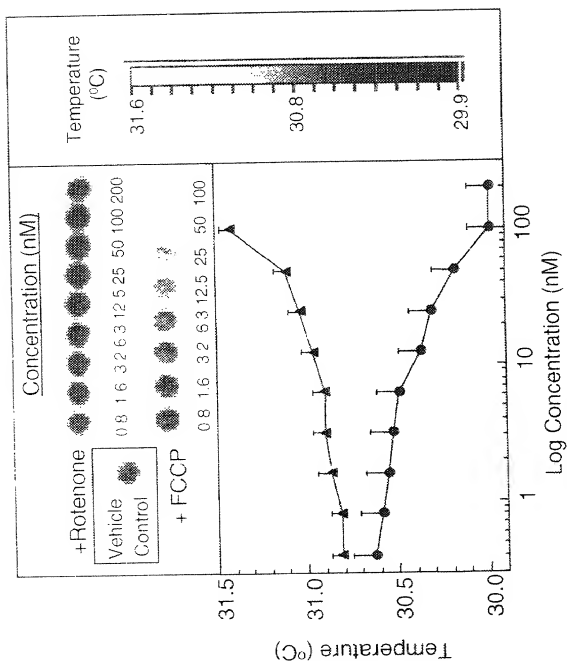 Concentration (nM)
+Rotenone
0 8 1 6 3 2 6 3 12 5 25 50 100 200
Vehicle
Control
+ FCCP
0 8 1.6 3 2 6 3 12.5 25 50 100
Temperature
(ºC)
31.6
30.8
29.9
31.5
31.0
30.5
30.0
Temperature (ºC)
1
10
100
Log Concentration (nM)